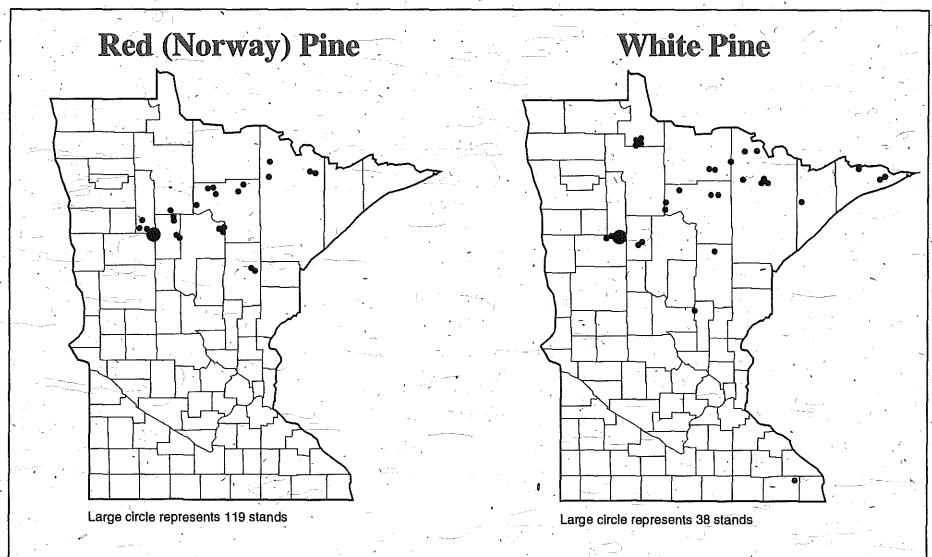 Red (Norway) Pine
White Pine
Large circle represents 119 stands
Large circle represents 38 stands